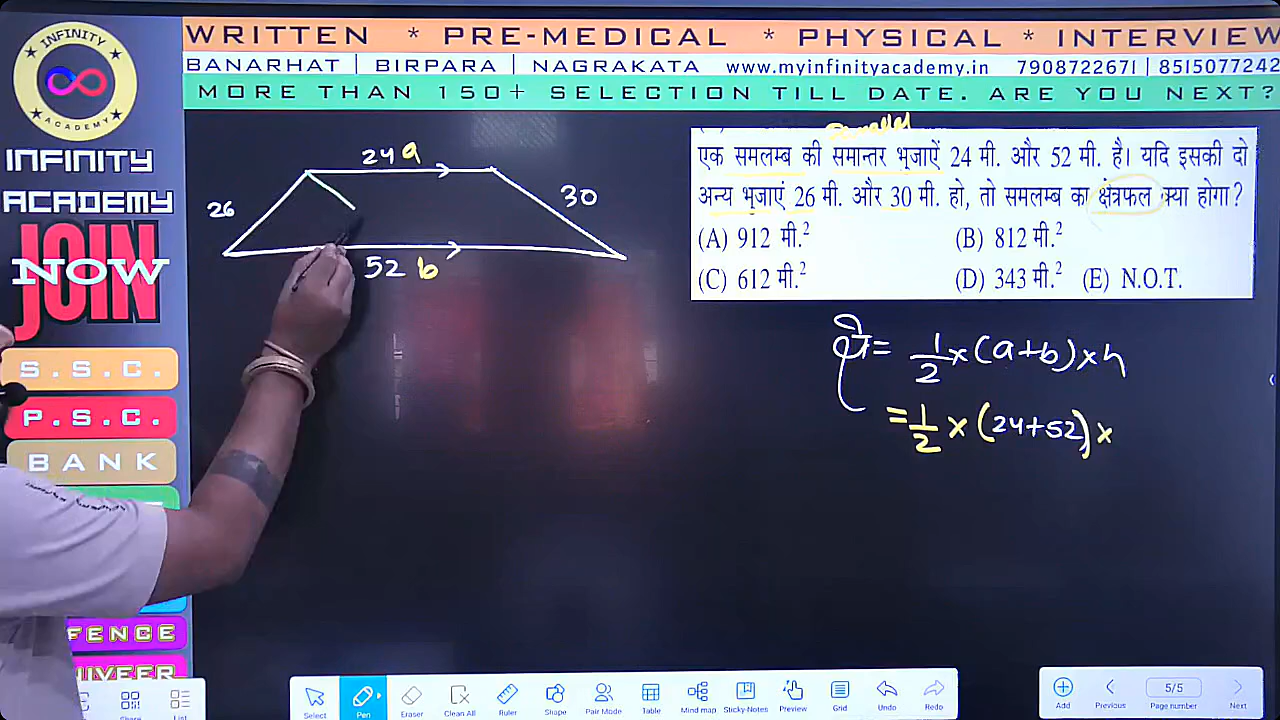 INFINITY
ACADEMY
INFINITY
ACADEMY
JOIN
NOW
S.S.C.
P.S.C.
BANK
FENCE
WRITTEN * PRE-MEDICAL * PHYSICAL * INTERVIEW
BANARHAT | BIRPARA | NAGRAKATA www.myinfinityacademy.in 7908722671 | 8515077242
MORE THAN 150+ SELECTION TILL DATE. ARE YOU NEXT?
24 a
26
30
52 b
एक समलम्ब की समान्तर भुजाऐं 24 मी. और 52 मी. है। यदि इसकी दो
अन्य भुजाएं 26 मी. और 30 मी. हो, तो समलम्ब का क्षेत्रफल क्या होगा?
(A) 912 मी.² (B) 812 मी.²
(C) 612 मी.² (D) 343 मी.² (E) N.O.T.
= 1/2 × (a+b) × h
= 1/2 × (24+52) ×
Select Pen Eraser Clean All Ruler Shape Pair Mode Table Mind map Sticky-Notes Preview Grid Undo Redo
Add Previous 5/5 Page number Next